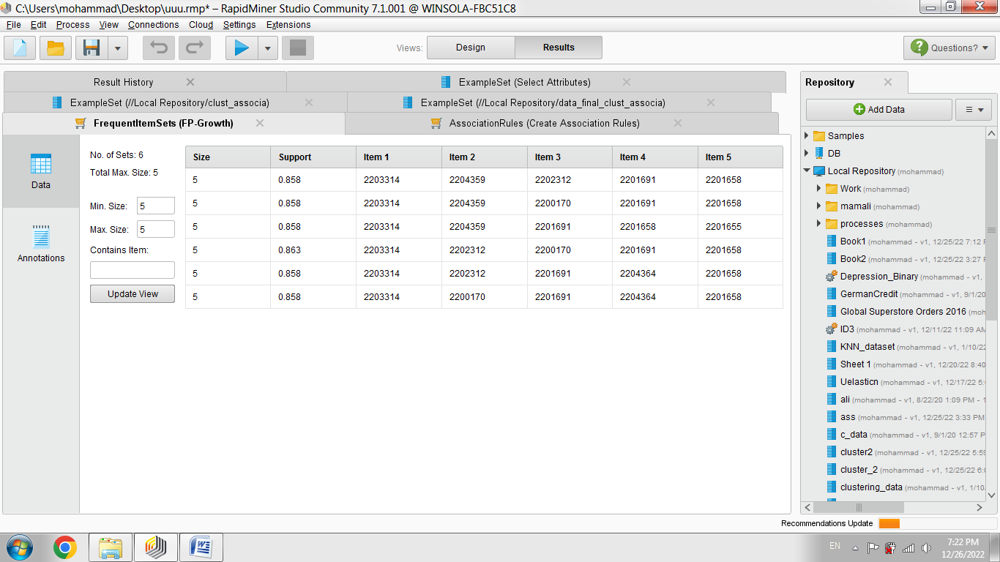 C:\Users\mohammad\Desktop\uuu.rmp* – RapidMiner Studio Community 7.1.001 @ WINSOLA-FBC51C8
File Edit Process View Connections Cloud Settings Extensions
Views: Design Results Questions?
Result History ExampleSet (Select Attributes)
ExampleSet (///Local Repository/clust_associa) ExampleSet (///Local Repository/data_final_clust_associa)
FrequentItemSets (FP-Growth) AssociationRules (Create Association Rules)
Data
Annotations
No. of Sets: 6
Total Max. Size: 5
Min. Size: 5
Max. Size: 5
Contains Item:
Update View
Size Support Item 1 Item 2 Item 3 Item 4 Item 5
5 0.858 2203314 2204359 2202312 2201691 2201658
5 0.858 2203314 2204359 2200170 2201691 2201658
5 0.858 2203314 2204359 2201691 2201658 2201655
5 0.863 2203314 2202312 2200170 2201691 2201658
5 0.858 2203314 2202312 2201691 2204364 2201658
5 0.858 2203314 2200170 2201691 2204364 2201658
Repository
Add Data
Samples
DB
Local Repository (mohammad)
Work (mohammad)
mamali (mohammad)
processes (mohammad)
Book1 (mohammad - v1, 12/25/22 7:12 P
Book2 (mohammad - v1, 12/25/22 3:27 P
Depression_Binary (mohammad - v1,
GermanCredit (mohammad - v1, 9/1/20
Global Superstore Orders 2016 (moh
ID3 (mohammad - v1, 12/11/22 11:09 AM
KNN_dataset (mohammad - v1, 1/10/22
Sheet 1 (mohammad - v1, 12/20/22 8:40
Uelasticn (mohammad - v1, 12/17/22 5:0
ali (mohammad - v1, 8/22/20 1:09 PM - 1
ass (mohammad - v1, 12/25/22 3:33 PM
c_data (mohammad - v1, 9/1/20 12:57 P
cluster2 (mohammad - v1, 12/25/22 5:59
cluster_2 (mohammad - v1, 12/25/22 6:0
clustering_data (mohammad - v1, 1/10/
Recommendations Update
EN
7:22 PM
12/26/2022